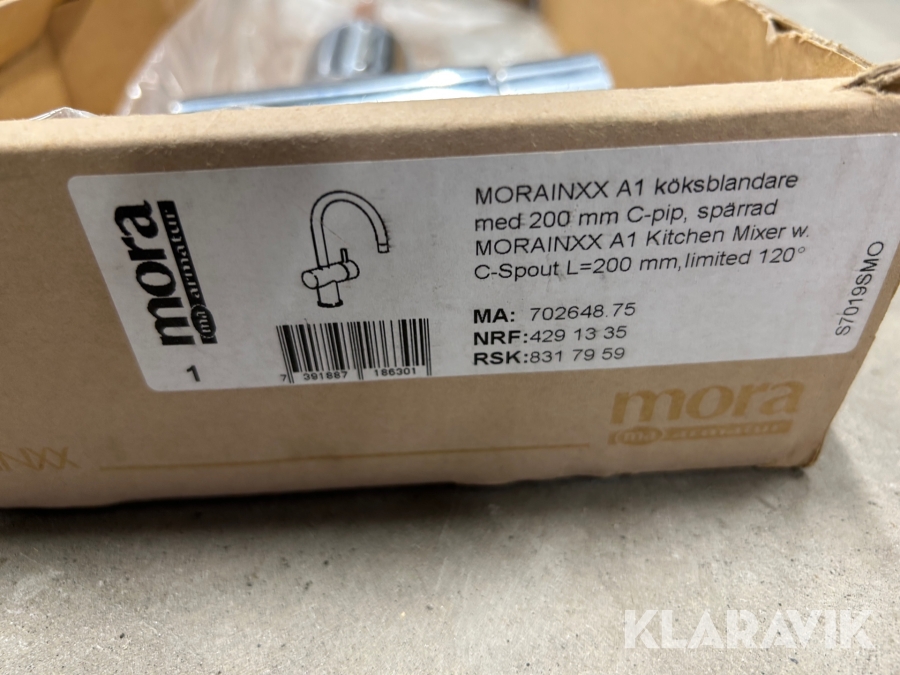 mora
ma armatur
1
7 391887 186301
MORAINXX A1 köksblandare
med 200 mm C-pip, spärrad
MORAINXX A1 Kitchen Mixer w.
C-Spout L=200 mm,limited 120°
MA: 702648.75
NRF:429 13 35
RSK:831 79 59
S7019SMO
mora
ma armatur
INXX
KLARAVIK